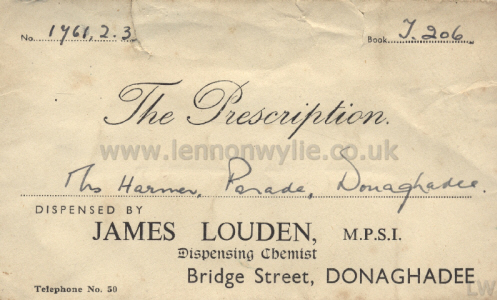 No. 1961.2.3 Book J. 206
The Prescription.
www.lennonwylie.co.uk
Mrs Harmer, Parade, Donaghadee.
DISPENSED BY
JAMES LOUDEN, M.P.S.I.
Dispensing Chemist
Bridge Street, DONAGHADEE
Telephone No. 50
LW